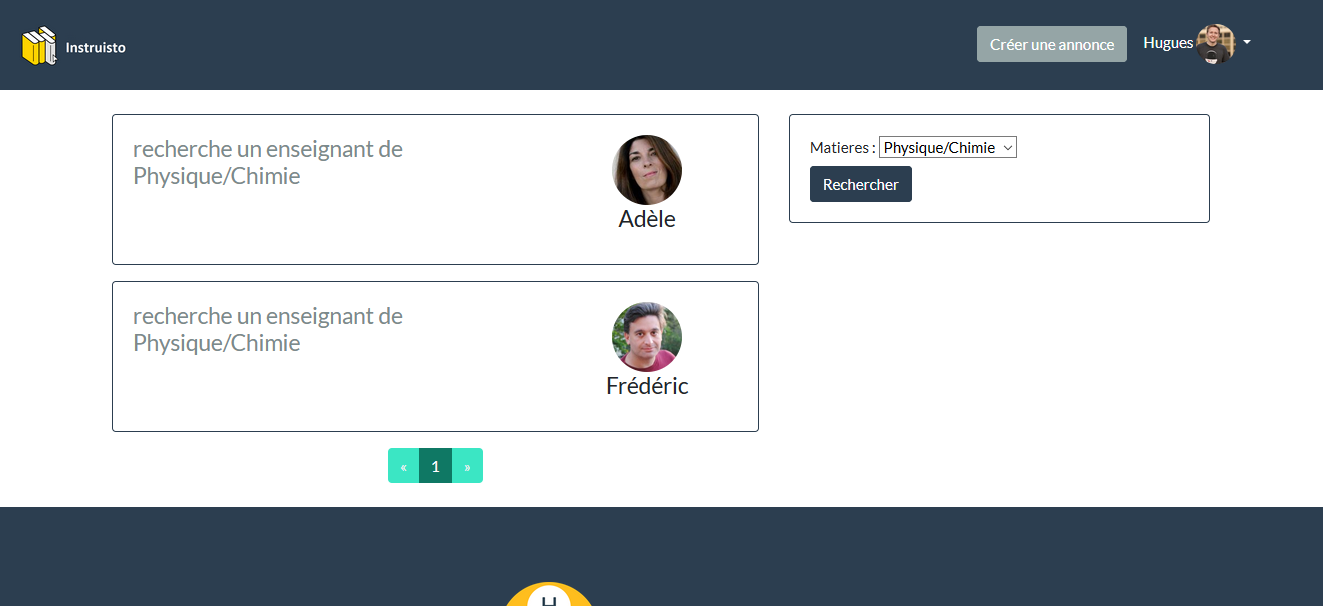 Instruisto
Créer une annonce
Hugues
recherche un enseignant de
Physique/Chimie
Adèle
Matieres : Physique/Chimie
Rechercher
recherche un enseignant de
Physique/Chimie
Frédéric
« 1 »
H